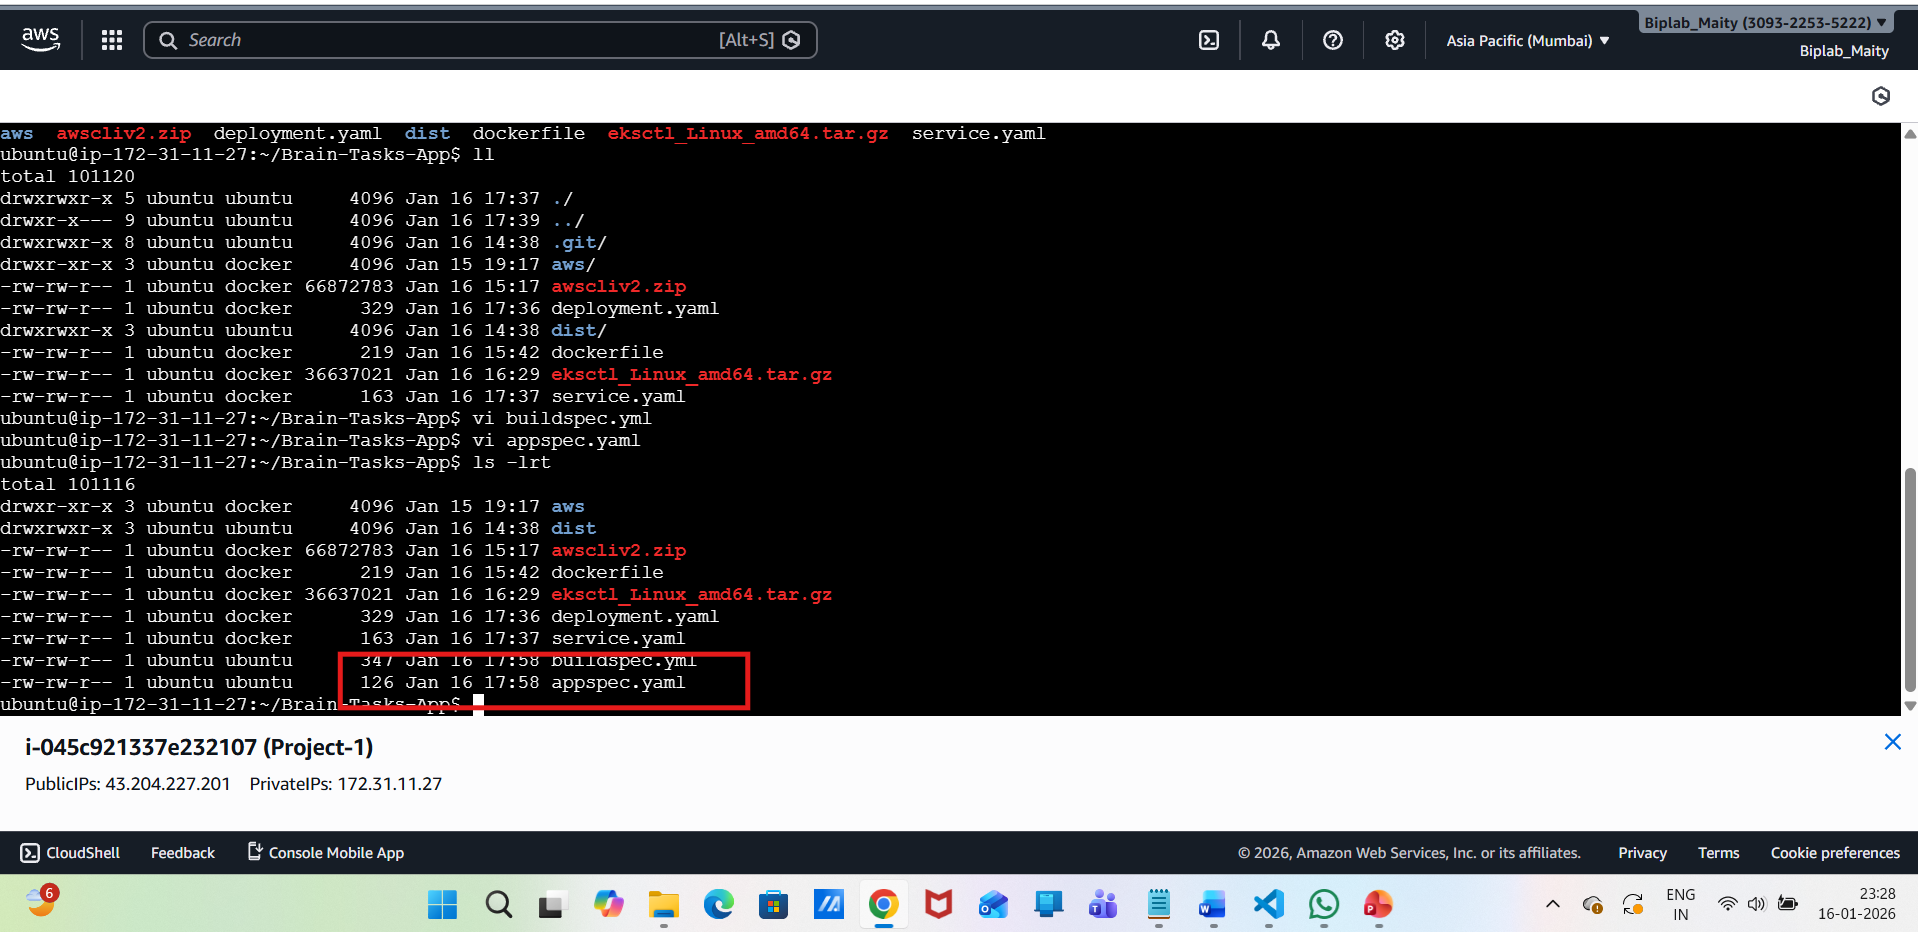 aws
Search [Alt+S]
Asia Pacific (Mumbai) ▼
Biplab_Maity (3093-2253-5222) ▼
Biplab_Maity
aws  awscliv2.zip  deployment.yaml  dist  dockerfile  eksctl_Linux_amd64.tar.gz  service.yaml
ubuntu@ip-172-31-11-27:~/Brain-Tasks-App$ ll
total 101120
drwxrwxr-x 5 ubuntu ubuntu     4096 Jan 16 17:37 ./
drwxr-x--- 9 ubuntu ubuntu     4096 Jan 16 17:39 ../
drwxrwxr-x 8 ubuntu ubuntu     4096 Jan 16 14:38 .git/
drwxr-xr-x 3 ubuntu docker     4096 Jan 15 19:17 aws/
-rw-rw-r-- 1 ubuntu docker 66872783 Jan 16 15:17 awscliv2.zip
-rw-rw-r-- 1 ubuntu docker      329 Jan 16 17:36 deployment.yaml
drwxrwxr-x 3 ubuntu ubuntu     4096 Jan 16 14:38 dist/
-rw-rw-r-- 1 ubuntu docker      219 Jan 16 15:42 dockerfile
-rw-rw-r-- 1 ubuntu docker 36637021 Jan 16 16:29 eksctl_Linux_amd64.tar.gz
-rw-rw-r-- 1 ubuntu docker      163 Jan 16 17:37 service.yaml
ubuntu@ip-172-31-11-27:~/Brain-Tasks-App$ vi buildspec.yml
ubuntu@ip-172-31-11-27:~/Brain-Tasks-App$ vi appspec.yaml
ubuntu@ip-172-31-11-27:~/Brain-Tasks-App$ ls -lrt
total 101116
drwxr-xr-x 3 ubuntu docker     4096 Jan 15 19:17 aws
drwxrwxr-x 3 ubuntu ubuntu     4096 Jan 16 14:38 dist
-rw-rw-r-- 1 ubuntu docker 66872783 Jan 16 15:17 awscliv2.zip
-rw-rw-r-- 1 ubuntu docker      219 Jan 16 15:42 dockerfile
-rw-rw-r-- 1 ubuntu docker 36637021 Jan 16 16:29 eksctl_Linux_amd64.tar.gz
-rw-rw-r-- 1 ubuntu docker      329 Jan 16 17:36 deployment.yaml
-rw-rw-r-- 1 ubuntu docker      163 Jan 16 17:37 service.yaml
-rw-rw-r-- 1 ubuntu ubuntu      347 Jan 16 17:58 buildspec.yml
-rw-rw-r-- 1 ubuntu ubuntu      126 Jan 16 17:58 appspec.yaml
ubuntu@ip-172-31-11-27:~/Brain-Tasks-App$
i-045c921337e232107 (Project-1)
PublicIPs: 43.204.227.201   PrivateIPs: 172.31.11.27
CloudShell  Feedback  Console Mobile App  © 2026, Amazon Web Services, Inc. or its affiliates.  Privacy  Terms  Cookie preferences
6
ENG
IN
23:28
16-01-2026